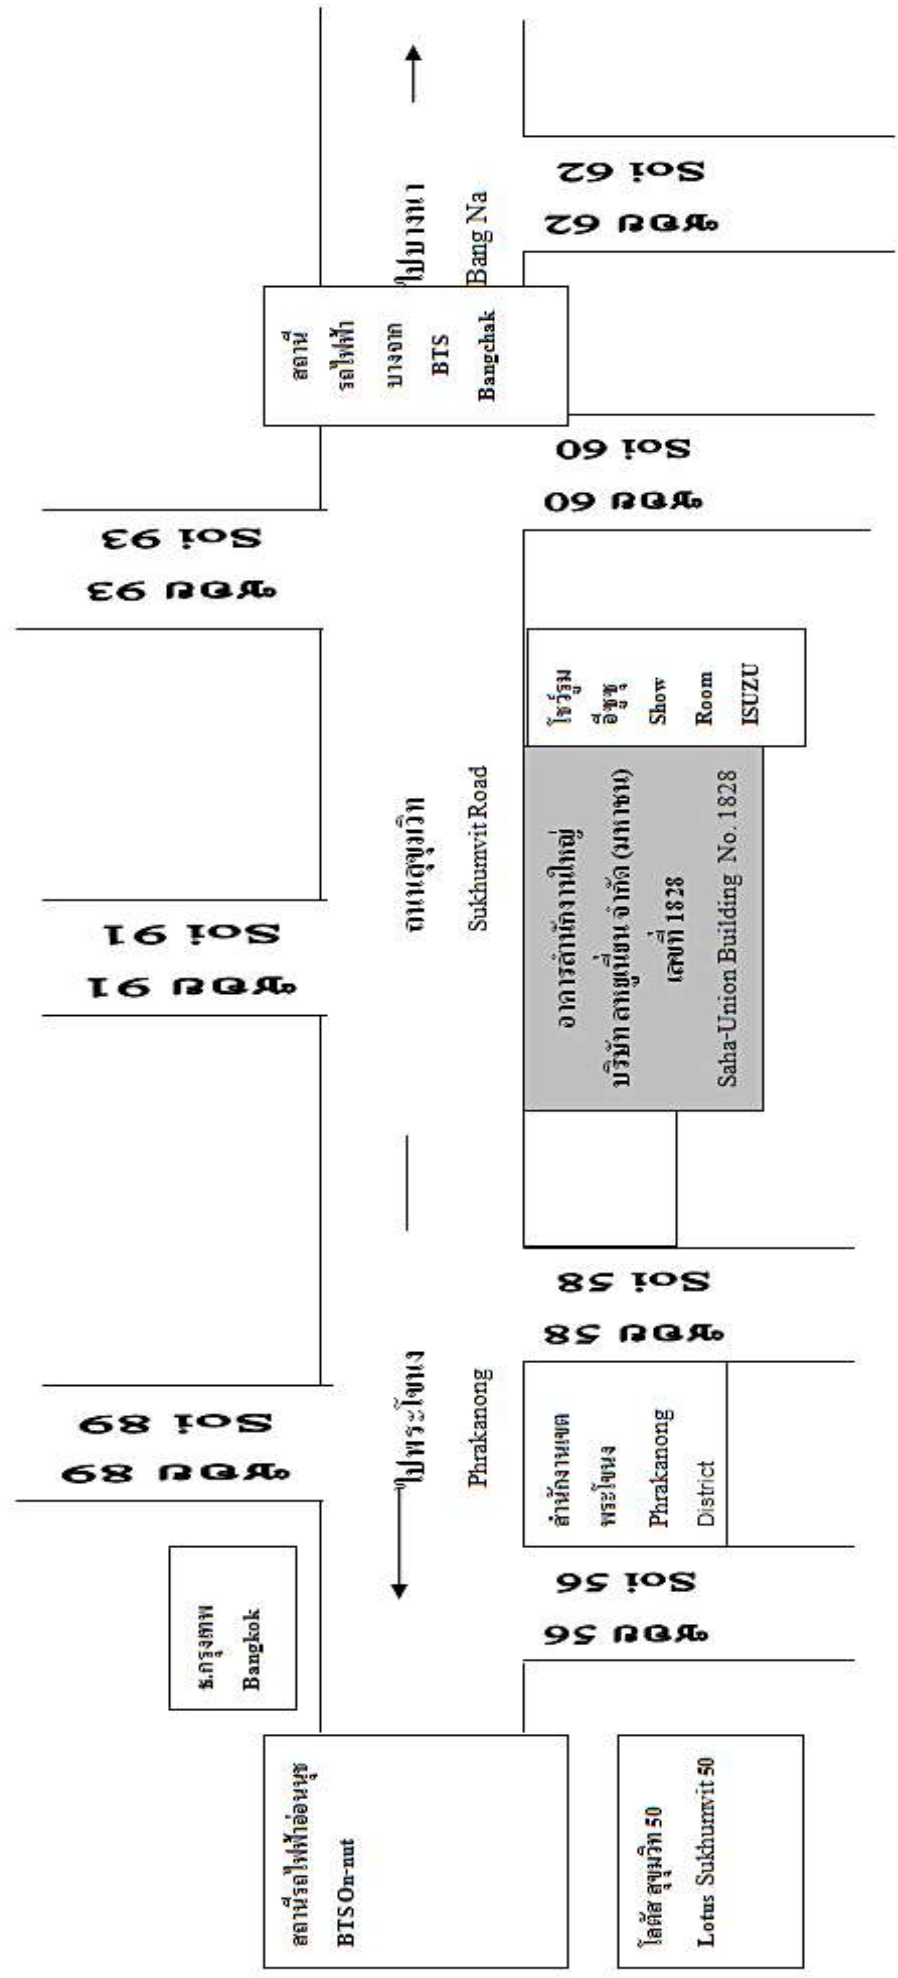 สถานีรถไฟฟ้าอ่อนนุช
BTS On-nut
ธ.กรุงเทพ
Bangkok
ซอย 89
Soi 89
ซอย 91
Soi 91
ซอย 93
Soi 93
สถานี
รถไฟฟ้า
บางจาก
BTS
Bangchak
ไปพระโขนง
Phrakanong
ถนนสุขุมวิท
Sukhumvit Road
ไปบางนา
Bang Na
โลตัส สุขุมวิท 50
Lotus Sukhumvit 50
ซอย 56
Soi 56
สำนักงานเขต
พระโขนง
Phrakanong
District
ซอย 58
Soi 58
อาคารสำนักงานใหญ่
บริษัท สหยูเนี่ยน จำกัด (มหาชน)
เลขที่ 1828
Saha-Union Building No. 1828
โชว์รูม
อีซูซุ
Show
Room
ISUZU
ซอย 60
Soi 60
ซอย 62
Soi 62